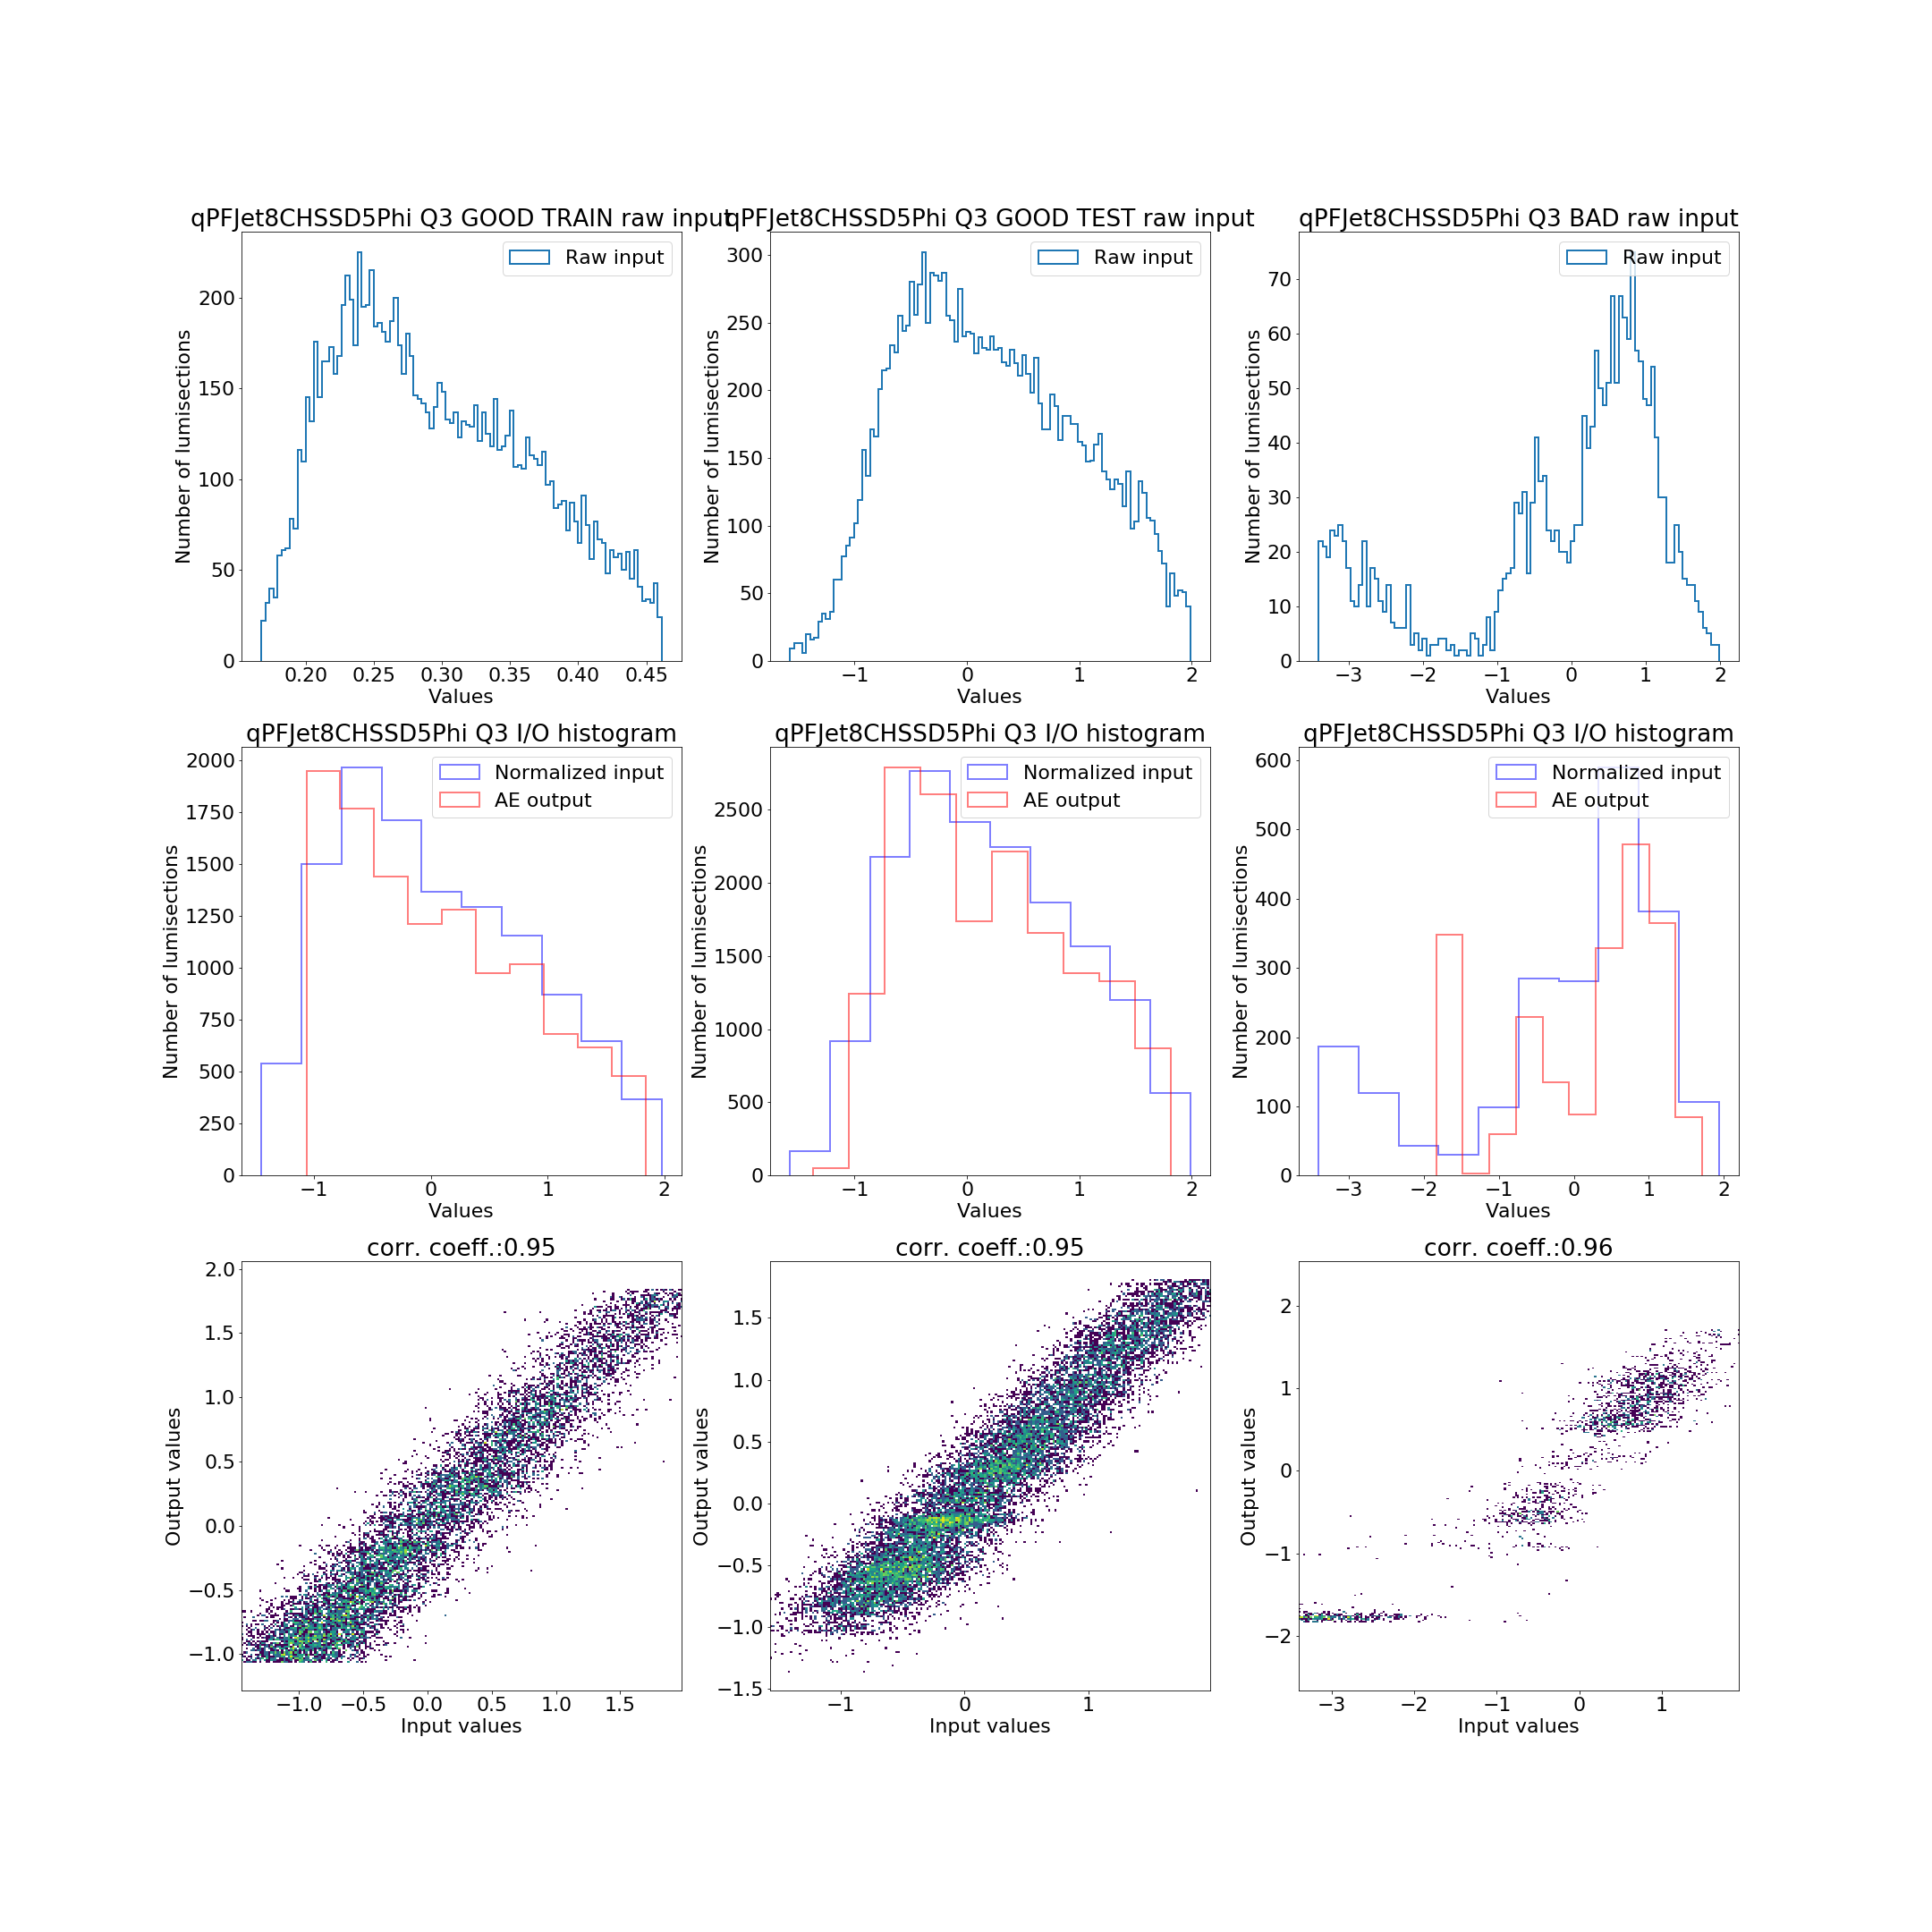 qPFJet8CHSSD5Phi Q3 GOOD TRAIN raw input
qPFJet8CHSSD5Phi Q3 GOOD TEST raw input
qPFJet8CHSSD5Phi Q3 BAD raw input
Raw input
Number of lumisections
0
50
100
150
200
0.20 0.25 0.30 0.35 0.40 0.45
Values
Raw input
Number of lumisections
0
50
100
150
200
250
300
−1 0 1 2
Values
Raw input
Number of lumisections
0
10
20
30
40
50
60
70
−3 −2 −1 0 1 2
Values
qPFJet8CHSSD5Phi Q3 I/O histogram
Normalized input
AE output
Number of lumisections
0
250
500
750
1000
1250
1500
1750
2000
−1 0 1 2
Values
qPFJet8CHSSD5Phi Q3 I/O histogram
Normalized input
AE output
Number of lumisections
0
500
1000
1500
2000
2500
−1 0 1 2
Values
qPFJet8CHSSD5Phi Q3 I/O histogram
Normalized input
AE output
Number of lumisections
0
100
200
300
400
500
600
−3 −2 −1 0 1 2
Values
corr. coeff.:0.95
Output values
−1.0
−0.5
0.0
0.5
1.0
1.5
2.0
−1.0 −0.5 0.0 0.5 1.0 1.5
Input values
corr. coeff.:0.95
Output values
−1.5
−1.0
−0.5
0.0
0.5
1.0
1.5
−1 0 1
Input values
corr. coeff.:0.96
Output values
−2
−1
0
1
2
−3 −2 −1 0 1
Input values